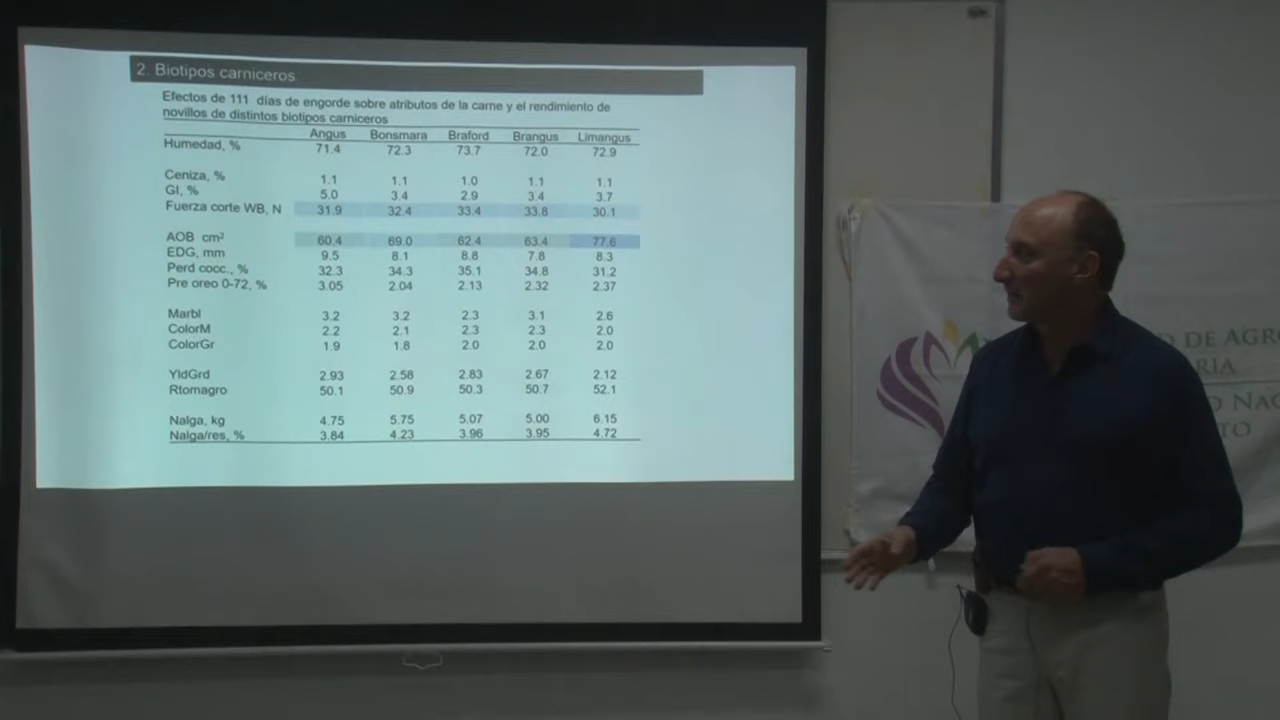 2. Biotipos carniceros
Efectos de 111 días de engorde sobre atributos de la carne y el rendimiento de
novillos de distintos biotipos carniceros
Angus Bonsmara Braford Brangus Limangus
Humedad, % 71.4 72.3 73.7 72.0 72.9
Ceniza, % 1.1 1.1 1.0 1.1 1.1
GI, % 5.0 3.4 2.9 3.4 3.7
Fuerza corte WB, N 31.9 32.4 33.4 33.8 30.1
AOB cm² 60.4 69.0 62.4 63.4 77.6
EDG, mm 9.5 8.1 8.8 7.8 8.3
Perd cocc., % 32.3 34.3 35.1 34.8 31.2
Pre oreo 0-72, % 3.05 2.04 2.13 2.32 2.37
Marbl 3.2 3.2 2.3 3.1 2.6
ColorM 2.2 2.1 2.3 2.3 2.0
ColorGr 1.9 1.8 2.0 2.0 2.0
YldGrd 2.93 2.58 2.83 2.67 2.12
Rtomagro 50.1 50.9 50.3 50.7 52.1
Nalga, kg 4.75 5.75 5.07 5.00 6.15
Nalga/res, % 3.84 4.23 3.96 3.95 4.72
O DE AGR
RIA
O NAC
TO